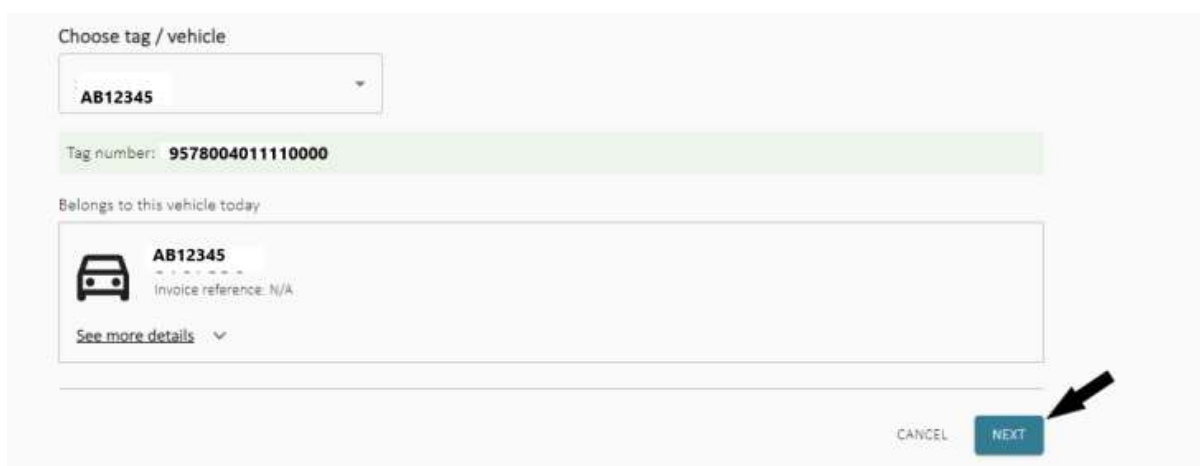 Choose tag / vehicle
AB12345
Tag number: 9578004011110000
Belongs to this vehicle today
AB12345
Invoice reference: N/A
See more details
CANCEL NEXT